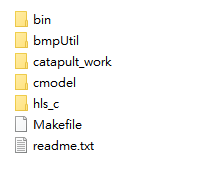 bin
bmpUtil
catapult_work
cmodel
hls_c
Makefile
readme.txt